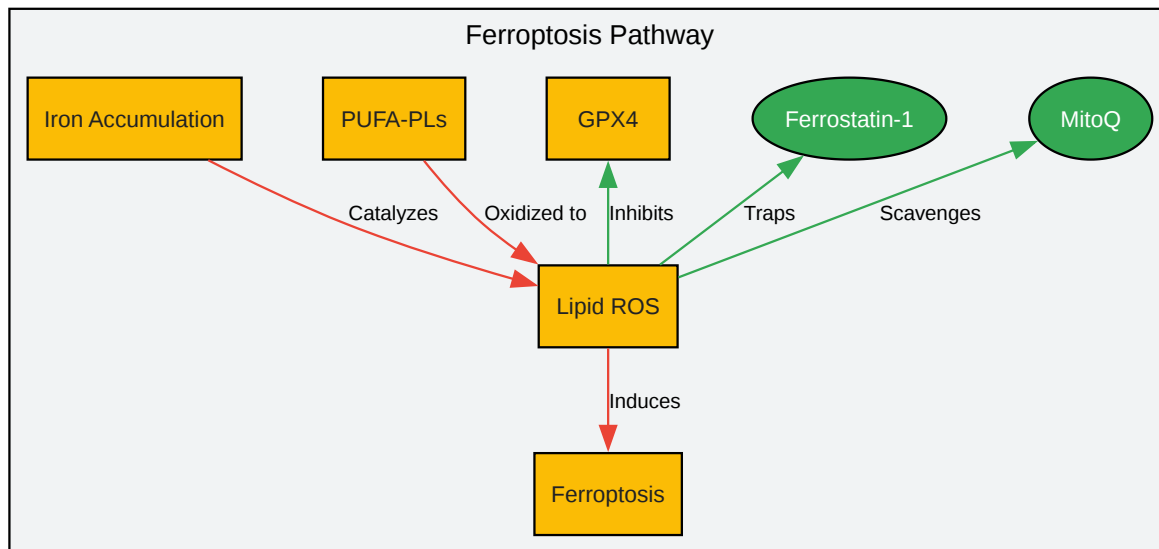 Ferroptosis Pathway
Iron Accumulation
PUFA-PLs
GPX4
Ferrostatin-1
MitoQ
Catalyzes
Oxidized to
Inhibits
Traps
Scavenges
Lipid ROS
Induces
Ferroptosis